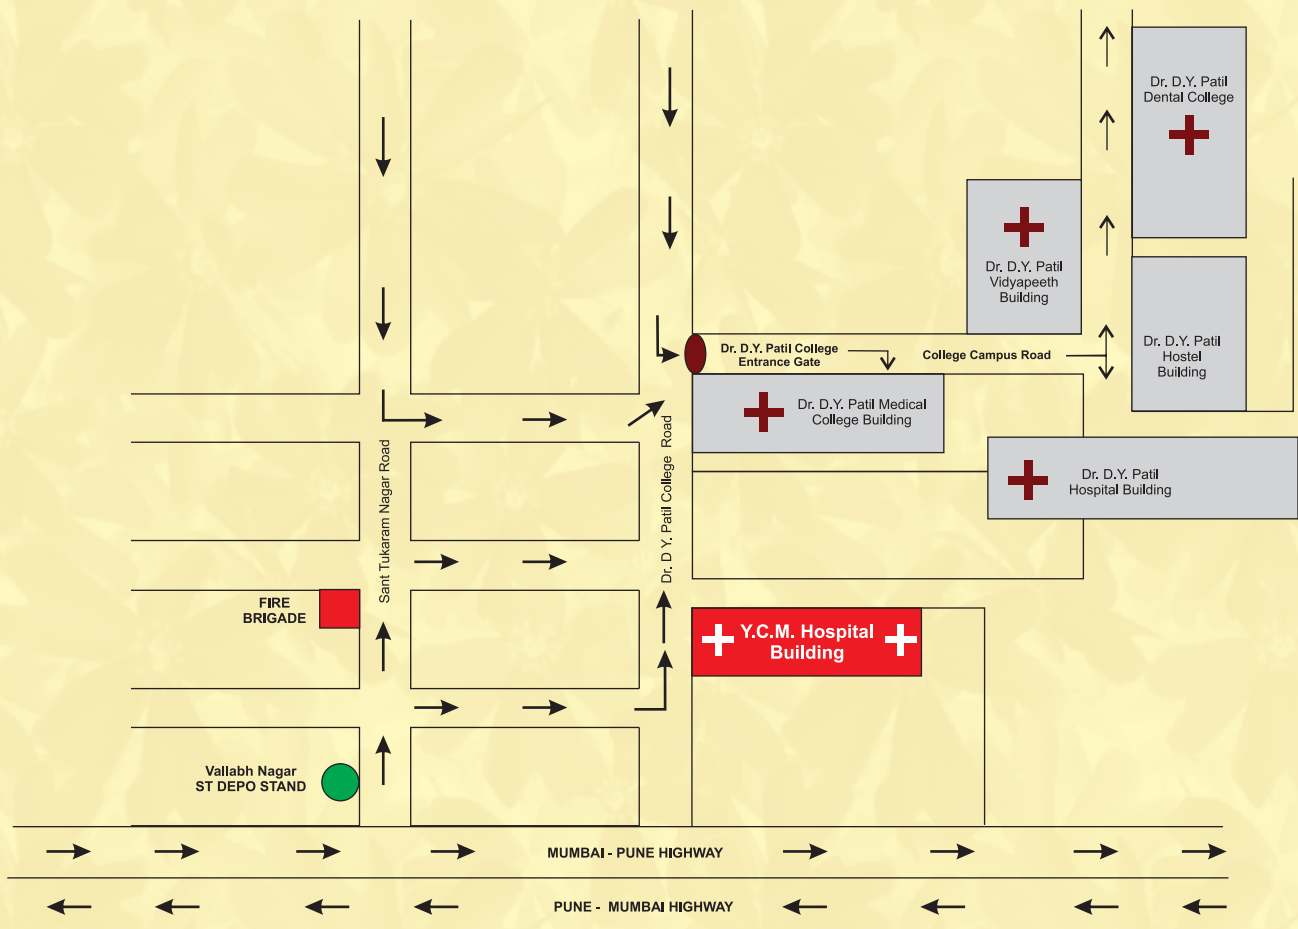 Dr. D.Y. Patil
Dental College
Dr. D.Y. Patil
Vidyapeeth
Building
Dr. D.Y. Patil
Hostel
Building
Dr. D.Y. Patil College
Entrance Gate
College Campus Road
Dr. D.Y. Patil Medical
College Building
Dr. D.Y. Patil
Hospital Building
Sant Tukaram Nagar Road
Dr. D Y. Patil College Road
FIRE
BRIGADE
Y.C.M. Hospital
Building
Vallabh Nagar
ST DEPO STAND
MUMBAI - PUNE HIGHWAY
PUNE - MUMBAI HIGHWAY